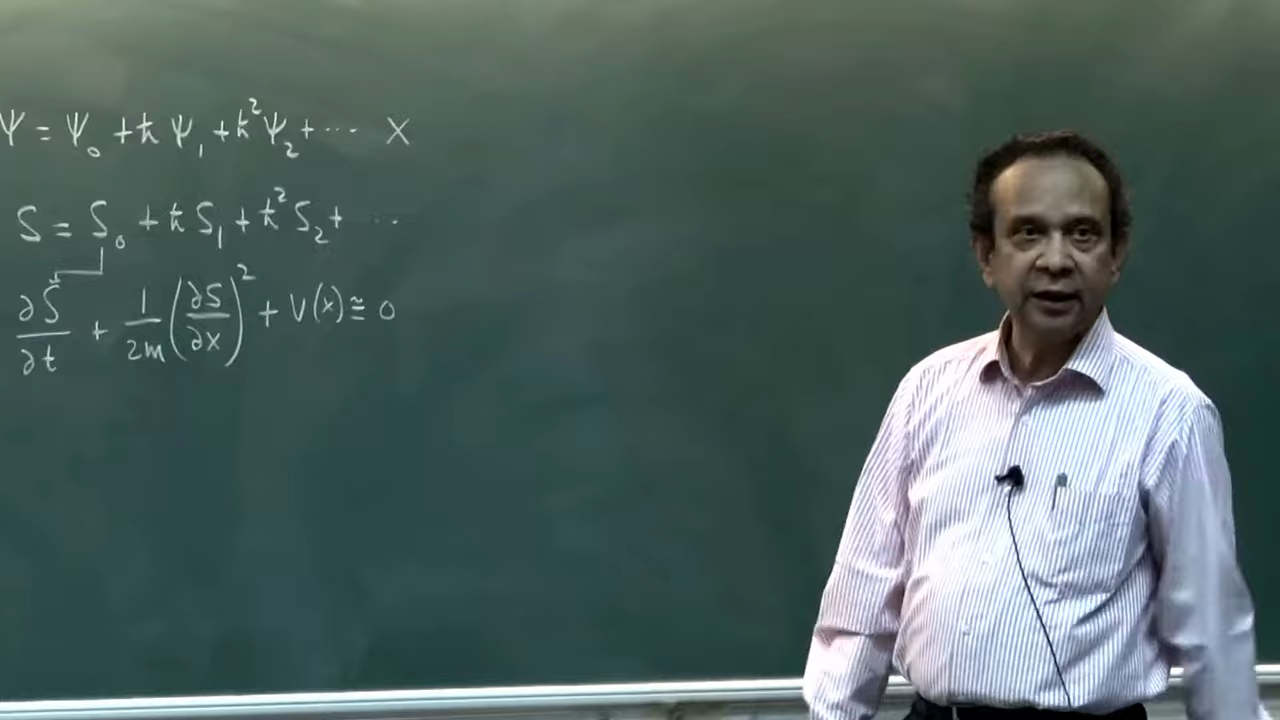 Ψ = Ψ₀ + ħ Ψ₁ + ħ² Ψ₂ + ··· X
S = S₀ + ħ S₁ + ħ² S₂ + ···
∂S/∂t + 1/2m (∂S/∂x)² + V(x) ≅ 0